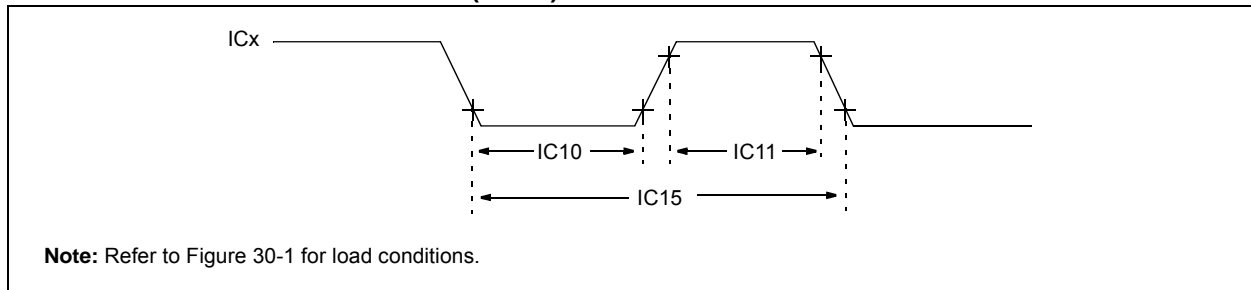 ICx
IC10
IC11
IC15
Note: Refer to Figure 30-1 for load conditions.